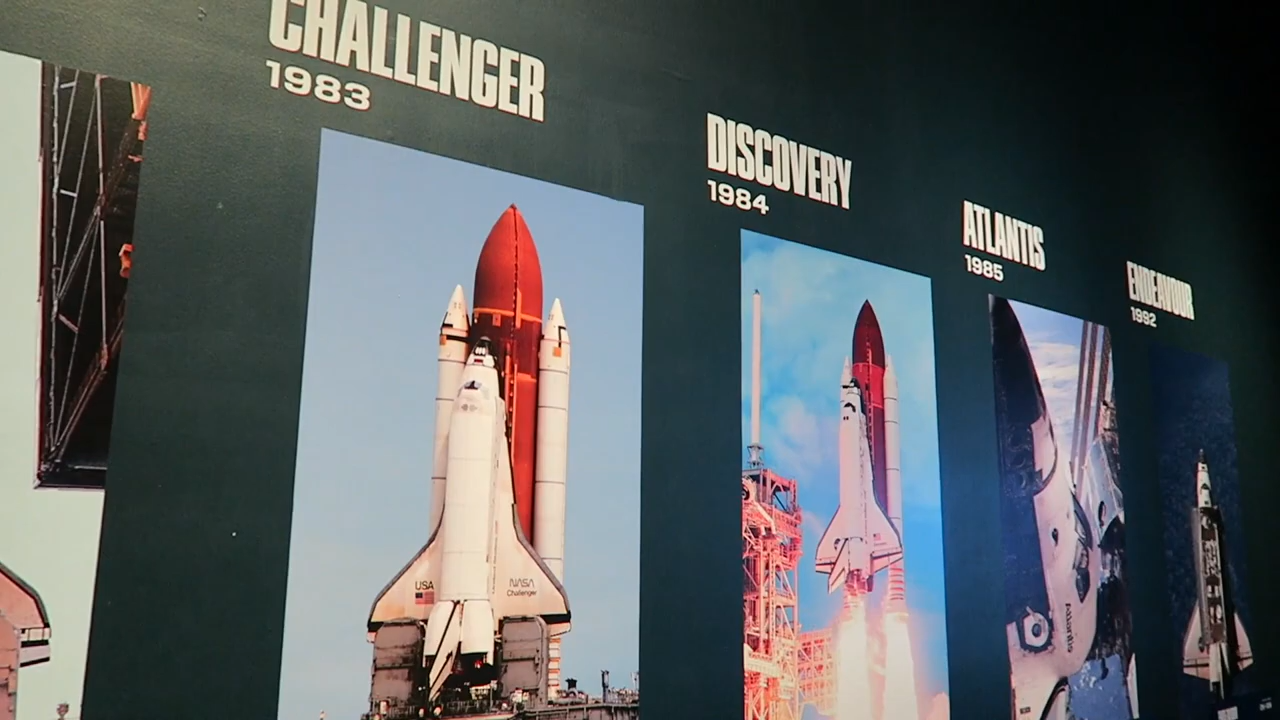 CHALLENGER
1983
DISCOVERY
1984
ATLANTIS
1985
ENDEAVOUR
1992
USA
NASA
Challenger
Atlantis